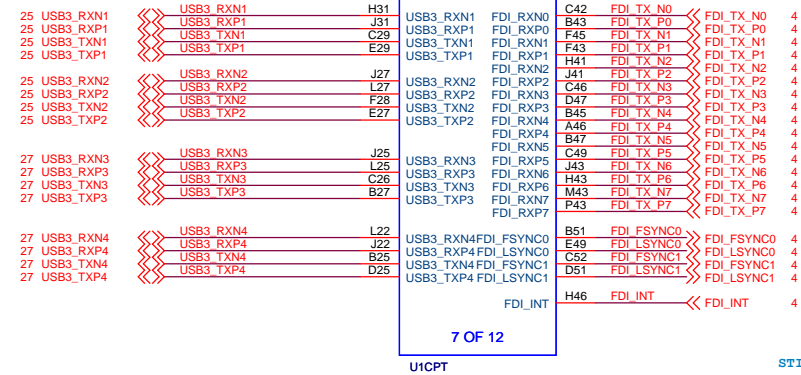 25 USB3_RXN1 USB3_RXN1 H31 USB3_RXN1 FDI_RXN0 C42 FDI_TX_N0 FDI_TX_N0 4
25 USB3_RXP1 USB3_RXP1 J31 USB3_RXP1 FDI_RXP0 B43 FDI_TX_P0 FDI_TX_P0 4
25 USB3_TXN1 USB3_TXN1 C29 USB3_TXN1 FDI_RXN1 F45 FDI_TX_N1 FDI_TX_N1 4
25 USB3_TXP1 USB3_TXP1 E29 USB3_TXP1 FDI_RXP1 F43 FDI_TX_P1 FDI_TX_P1 4
FDI_RXN2 H41 FDI_TX_N2 FDI_TX_N2 4
25 USB3_RXN2 USB3_RXN2 J27 USB3_RXN2 FDI_RXP2 J41 FDI_TX_P2 FDI_TX_P2 4
25 USB3_RXP2 USB3_RXP2 L27 USB3_RXP2 FDI_RXN3 C46 FDI_TX_N3 FDI_TX_N3 4
25 USB3_TXN2 USB3_TXN2 F28 USB3_TXN2 FDI_RXP3 D47 FDI_TX_P3 FDI_TX_P3 4
25 USB3_TXP2 USB3_TXP2 E27 USB3_TXP2 FDI_RXN4 B45 FDI_TX_N4 FDI_TX_N4 4
FDI_RXP4 A46 FDI_TX_P4 FDI_TX_P4 4
FDI_RXN5 B47 FDI_TX_N5 FDI_TX_N5 4
27 USB3_RXN3 USB3_RXN3 J25 USB3_RXN3 FDI_RXP5 C49 FDI_TX_P5 FDI_TX_P5 4
27 USB3_RXP3 USB3_RXP3 L25 USB3_RXP3 FDI_RXN6 J43 FDI_TX_N6 FDI_TX_N6 4
27 USB3_TXN3 USB3_TXN3 C26 USB3_TXN3 FDI_RXP6 H43 FDI_TX_P6 FDI_TX_P6 4
27 USB3_TXP3 USB3_TXP3 B27 USB3_TXP3 FDI_RXN7 M43 FDI_TX_N7 FDI_TX_N7 4
FDI_RXP7 P43 FDI_TX_P7 FDI_TX_P7 4
27 USB3_RXN4 USB3_RXN4 L22 USB3_RXN4 FDI_FSYNC0 B51 FDI_FSYNC0 FDI_FSYNC0 4
27 USB3_RXP4 USB3_RXP4 J22 USB3_RXP4 FDI_LSYNC0 E49 FDI_LSYNC0 FDI_LSYNC0 4
27 USB3_TXN4 USB3_TXN4 B25 USB3_TXN4 FDI_FSYNC1 C52 FDI_FSYNC1 FDI_FSYNC1 4
27 USB3_TXP4 USB3_TXP4 D25 USB3_TXP4 FDI_LSYNC1 D51 FDI_LSYNC1 FDI_LSYNC1 4
FDI_INT H46 FDI_INT FDI_INT 4
7 OF 12
U1CPT
STI